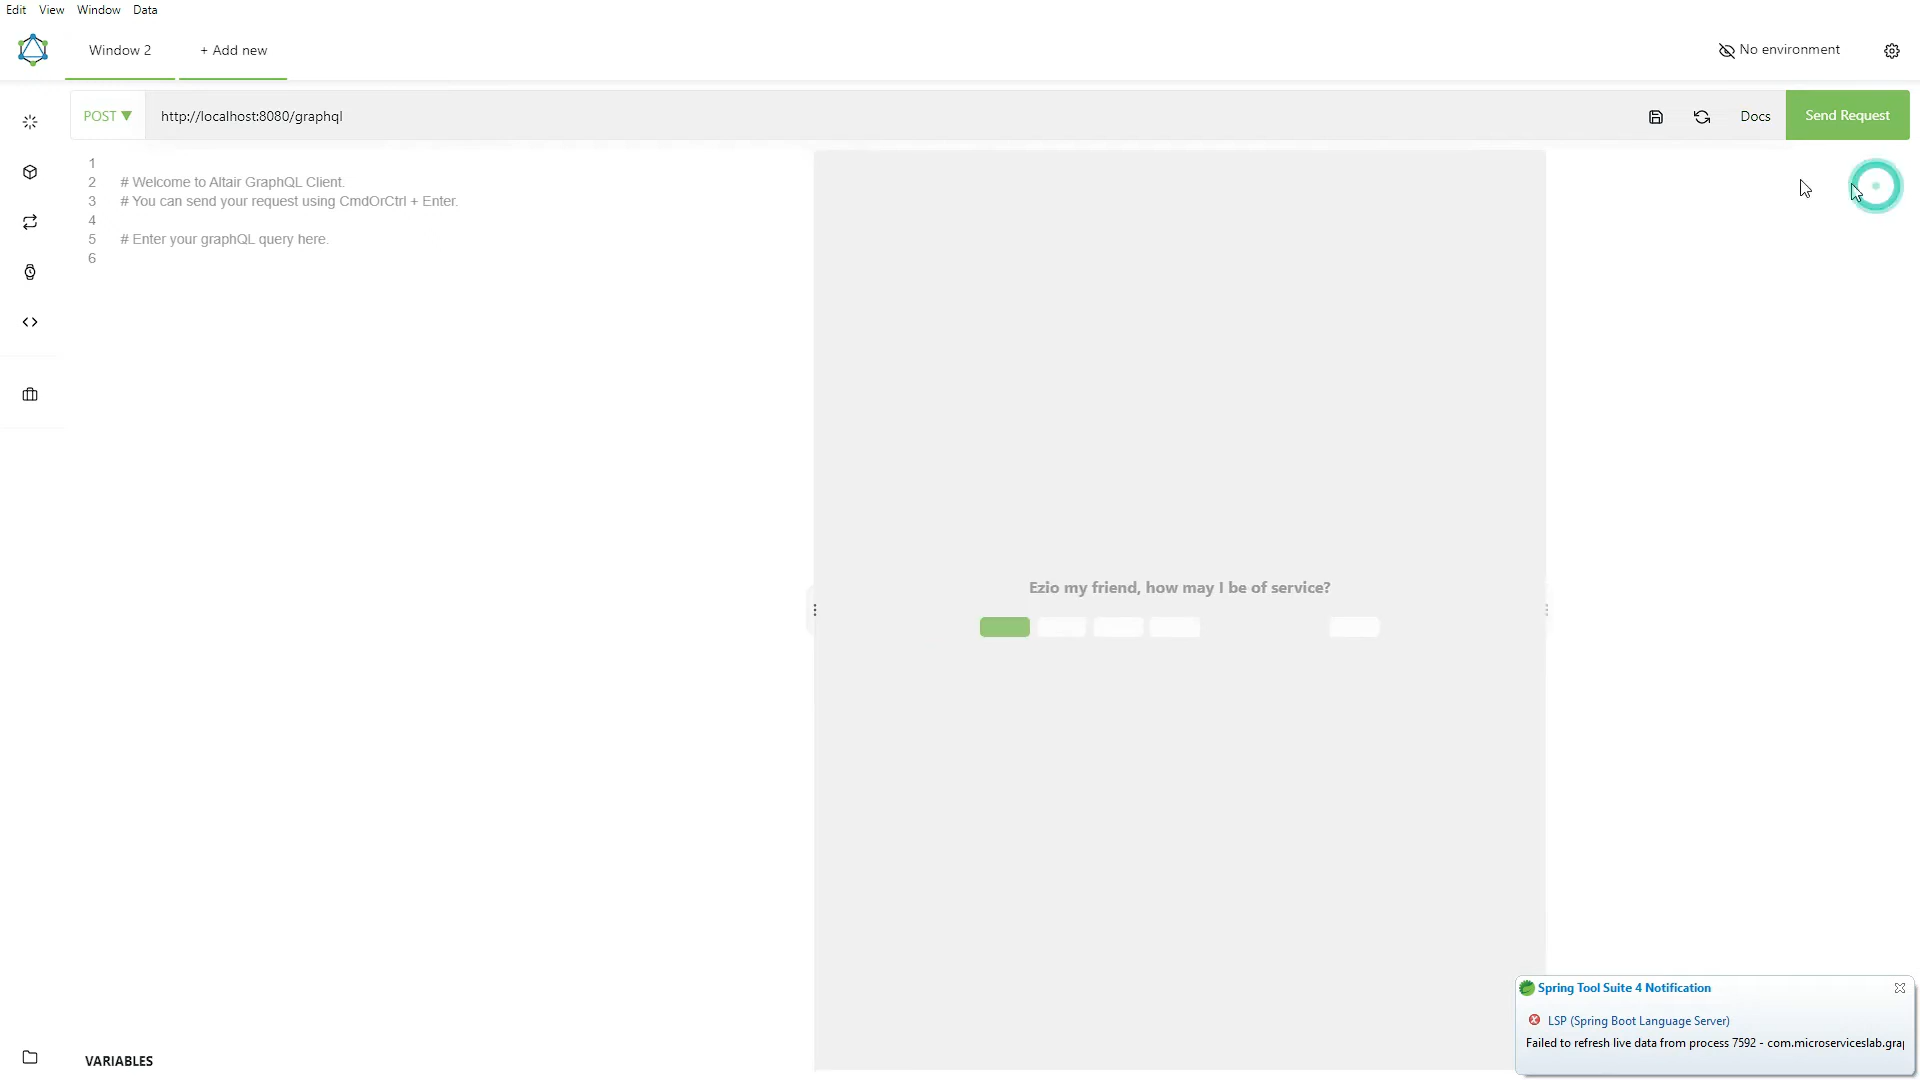 Edit View Window Data
Window 2 + Add new No environment
POST ▼ http://localhost:8080/graphql Docs Send Request
1
2 # Welcome to Altair GraphQL Client.
3 # You can send your request using CmdOrCtrl + Enter.
4
5 # Enter your graphQL query here.
6
Ezio my friend, how may I be of service?
Spring Tool Suite 4 Notification
LSP (Spring Boot Language Server)
Failed to refresh live data from process 7592 - com.microserviceslab.gra
VARIABLES